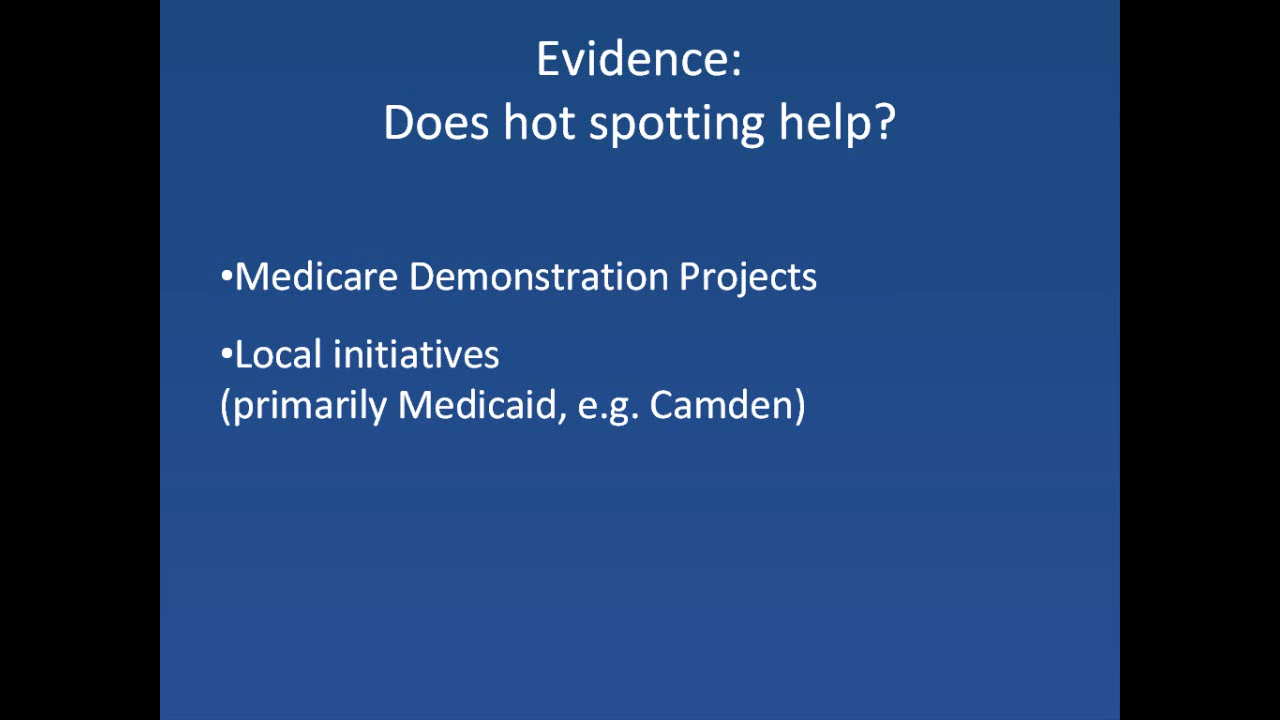 Evidence:
Does hot spotting help?
•Medicare Demonstration Projects
•Local initiatives
(primarily Medicaid, e.g. Camden)